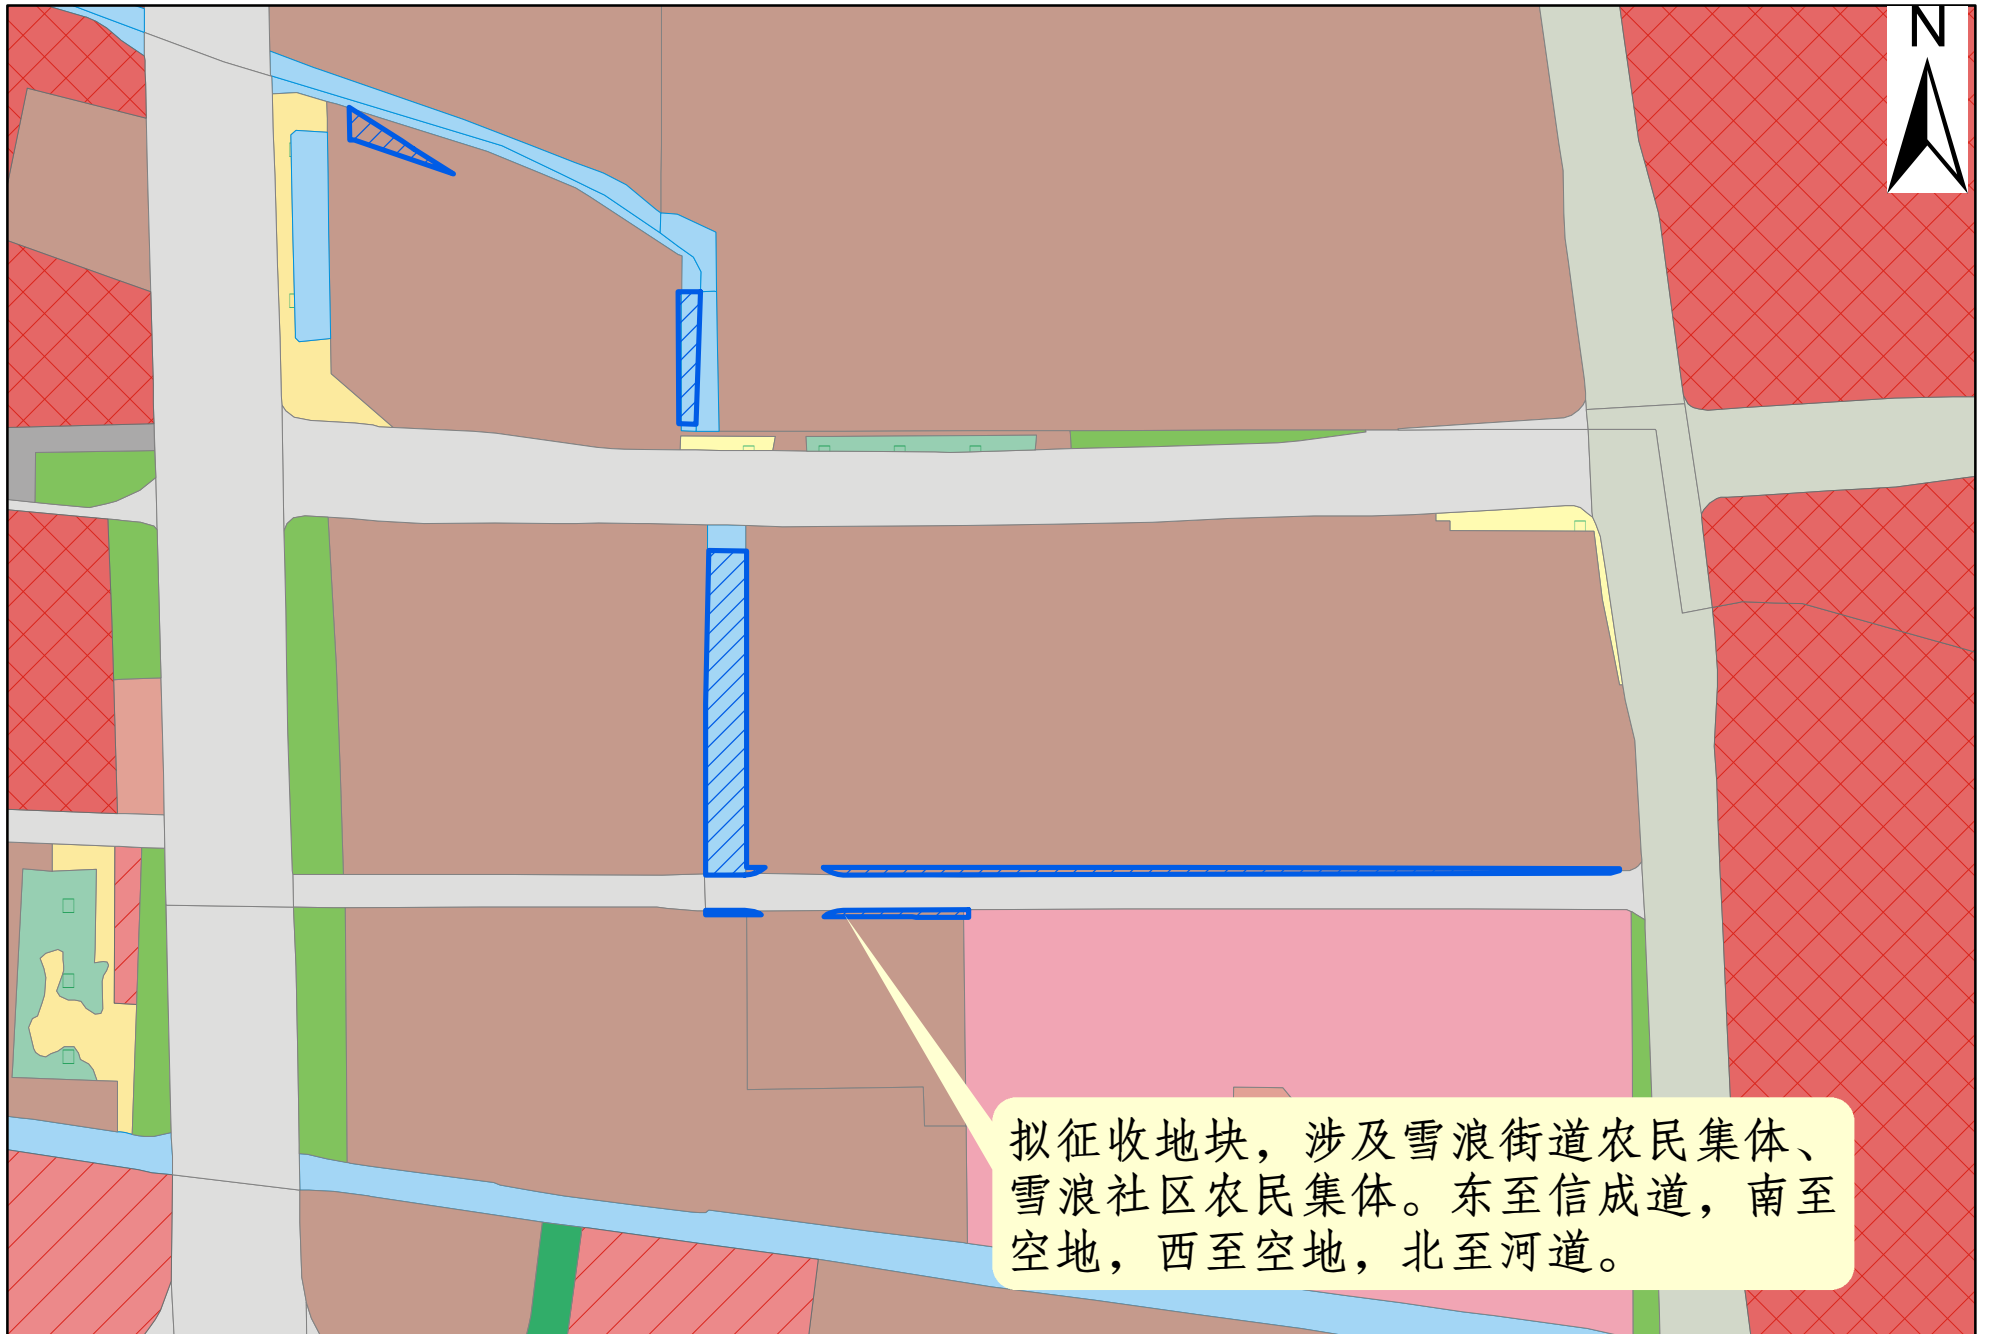 N
拟征收地块，涉及雪浪街道农民集体、
雪浪社区农民集体。东至信成道，南至
空地，西至空地，北至河道。